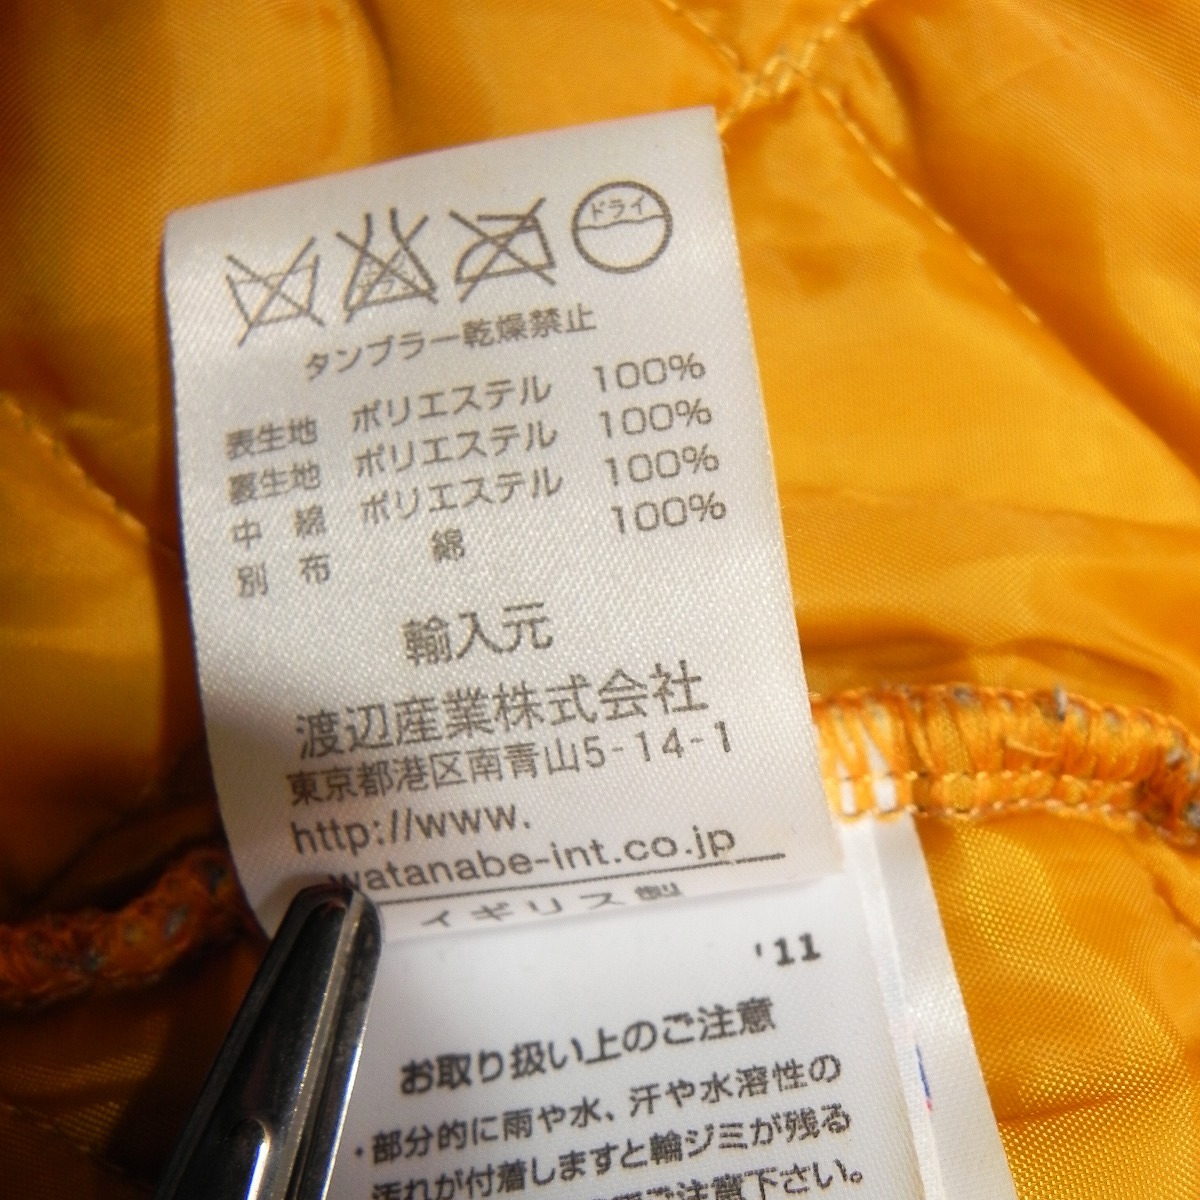 ドライ
タンブラー乾燥禁止
表生地 ポリエステル 100%
裏生地 ポリエステル 100%
中綿 ポリエステル 100%
別布 綿 100%
輸入元
渡辺産業株式会社
東京都港区南青山5-14-1
http://www.
watanabe-int.co.jp
イギリス製
'11
お取り扱い上のご注意
・部分的に雨や水、汗や水溶性の
汚れが付着しますと輪ジミが残る
ご注意下さい。